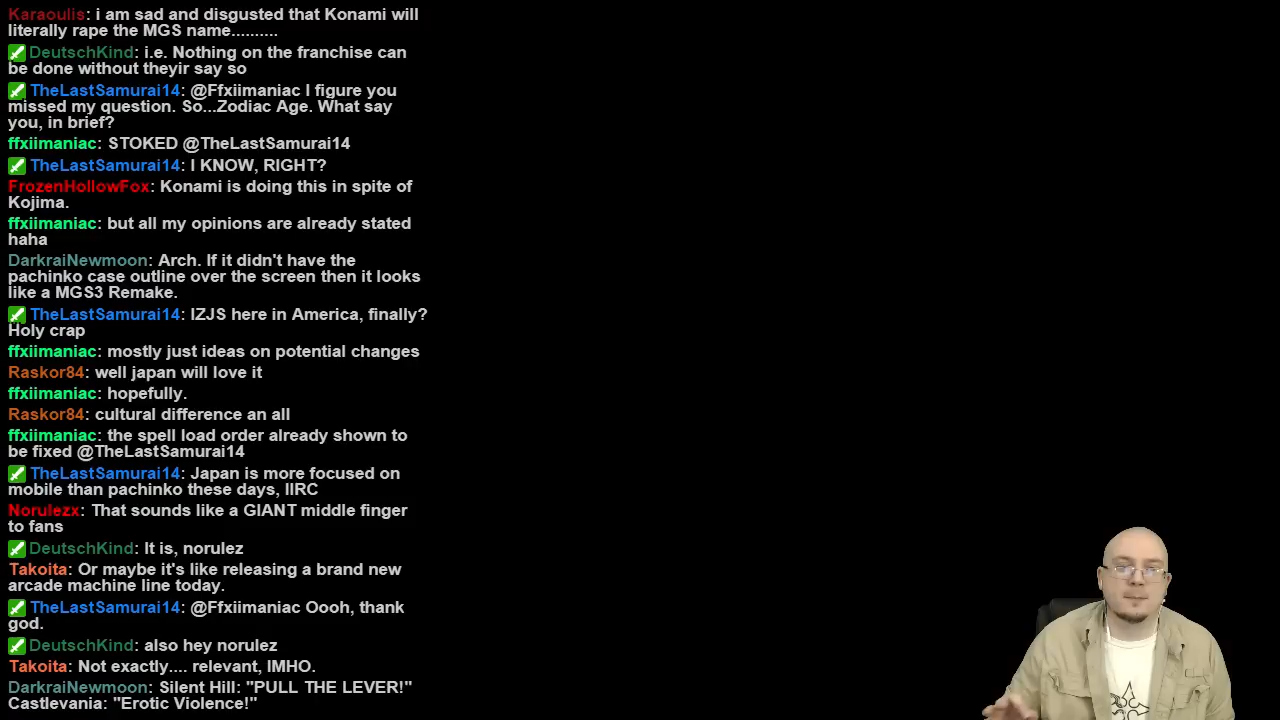 Karaoulis: i am sad and disgusted that Konami will
literally rape the MGS name..........
DeutschKind: i.e. Nothing on the franchise can
be done without theyir say so
TheLastSamurai14: @Ffxiimaniac I figure you
missed my question. So...Zodiac Age. What say
you, in brief?
ffxiimaniac: STOKED @TheLastSamurai14
TheLastSamurai14: I KNOW, RIGHT?
FrozenHollowFox: Konami is doing this in spite of
Kojima.
ffxiimaniac: but all my opinions are already stated
haha
DarkraiNewmoon: Arch. If it didn't have the
pachinko case outline over the screen then it looks
like a MGS3 Remake.
TheLastSamurai14: IZJS here in America, finally?
Holy crap
ffxiimaniac: mostly just ideas on potential changes
Raskor84: well japan will love it
ffxiimaniac: hopefully.
Raskor84: cultural difference an all
ffxiimaniac: the spell load order already shown to
be fixed @TheLastSamurai14
TheLastSamurai14: Japan is more focused on
mobile than pachinko these days, IIRC
Norulezx: That sounds like a GIANT middle finger
to fans
DeutschKind: It is, norulez
Takoita: Or maybe it's like releasing a brand new
arcade machine line today.
TheLastSamurai14: @Ffxiimaniac Oooh, thank
god.
DeutschKind: also hey norulez
Takoita: Not exactly.... relevant, IMHO.
DarkraiNewmoon: Silent Hill: "PULL THE LEVER!"
Castlevania: "Erotic Violence!"